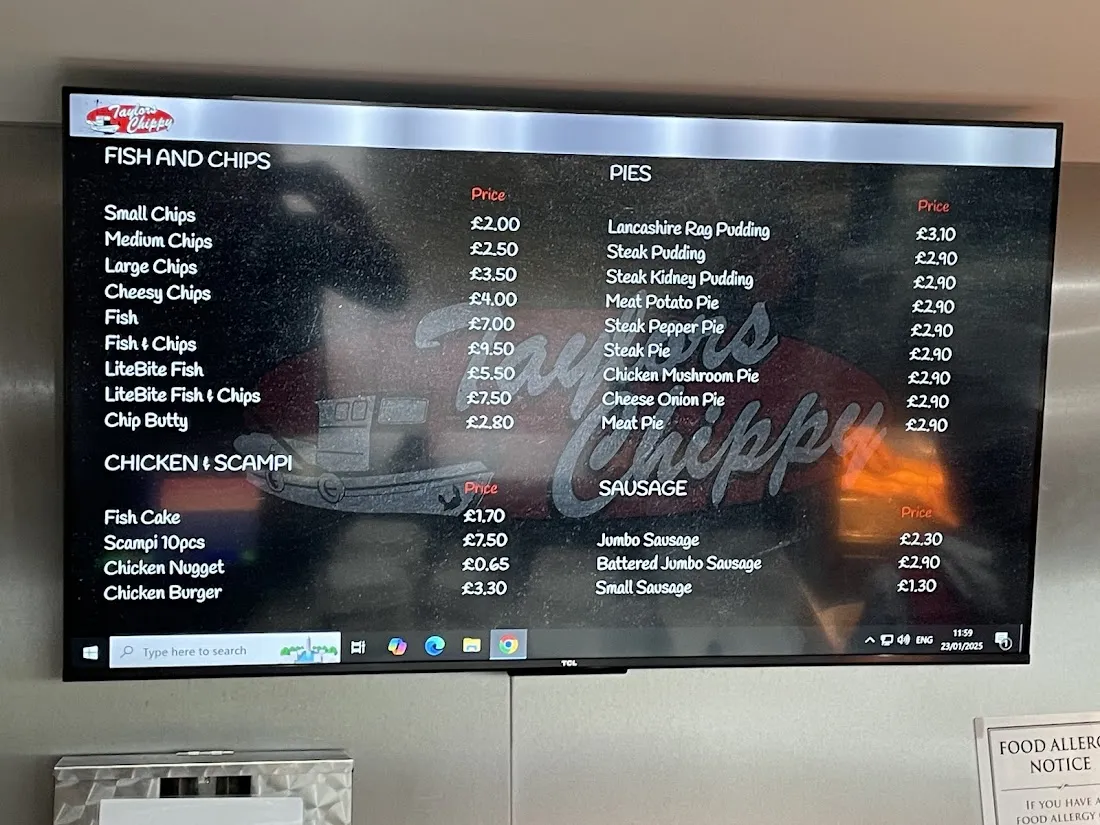 Taylors Chippy
FISH AND CHIPS
Price
Small Chips £2.00
Medium Chips £2.50
Large Chips £3.50
Cheesy Chips £4.00
Fish £7.00
Fish & Chips £9.50
LiteBite Fish £5.50
LiteBite Fish & Chips £7.50
Chip Butty £2.80
CHICKEN & SCAMPI
Price
Fish Cake £1.70
Scampi 10pcs £7.50
Chicken Nugget £0.65
Chicken Burger £3.30
PIES
Price
Lancashire Rag Pudding £3.10
Steak Pudding £2.90
Steak Kidney Pudding £2.90
Meat Potato Pie £2.90
Steak Pepper Pie £2.90
Steak Pie £2.90
Chicken Mushroom Pie £2.90
Cheese Onion Pie £2.90
Meat Pie £2.90
SAUSAGE
Price
Jumbo Sausage £2.30
Battered Jumbo Sausage £2.90
Small Sausage £1.30
Taylors
Chippy
Type here to search
ENG
11:59
23/01/2025
1
TCL
FOOD ALLERG
NOTICE
IF YOU HAVE A
FOOD ALLERGY